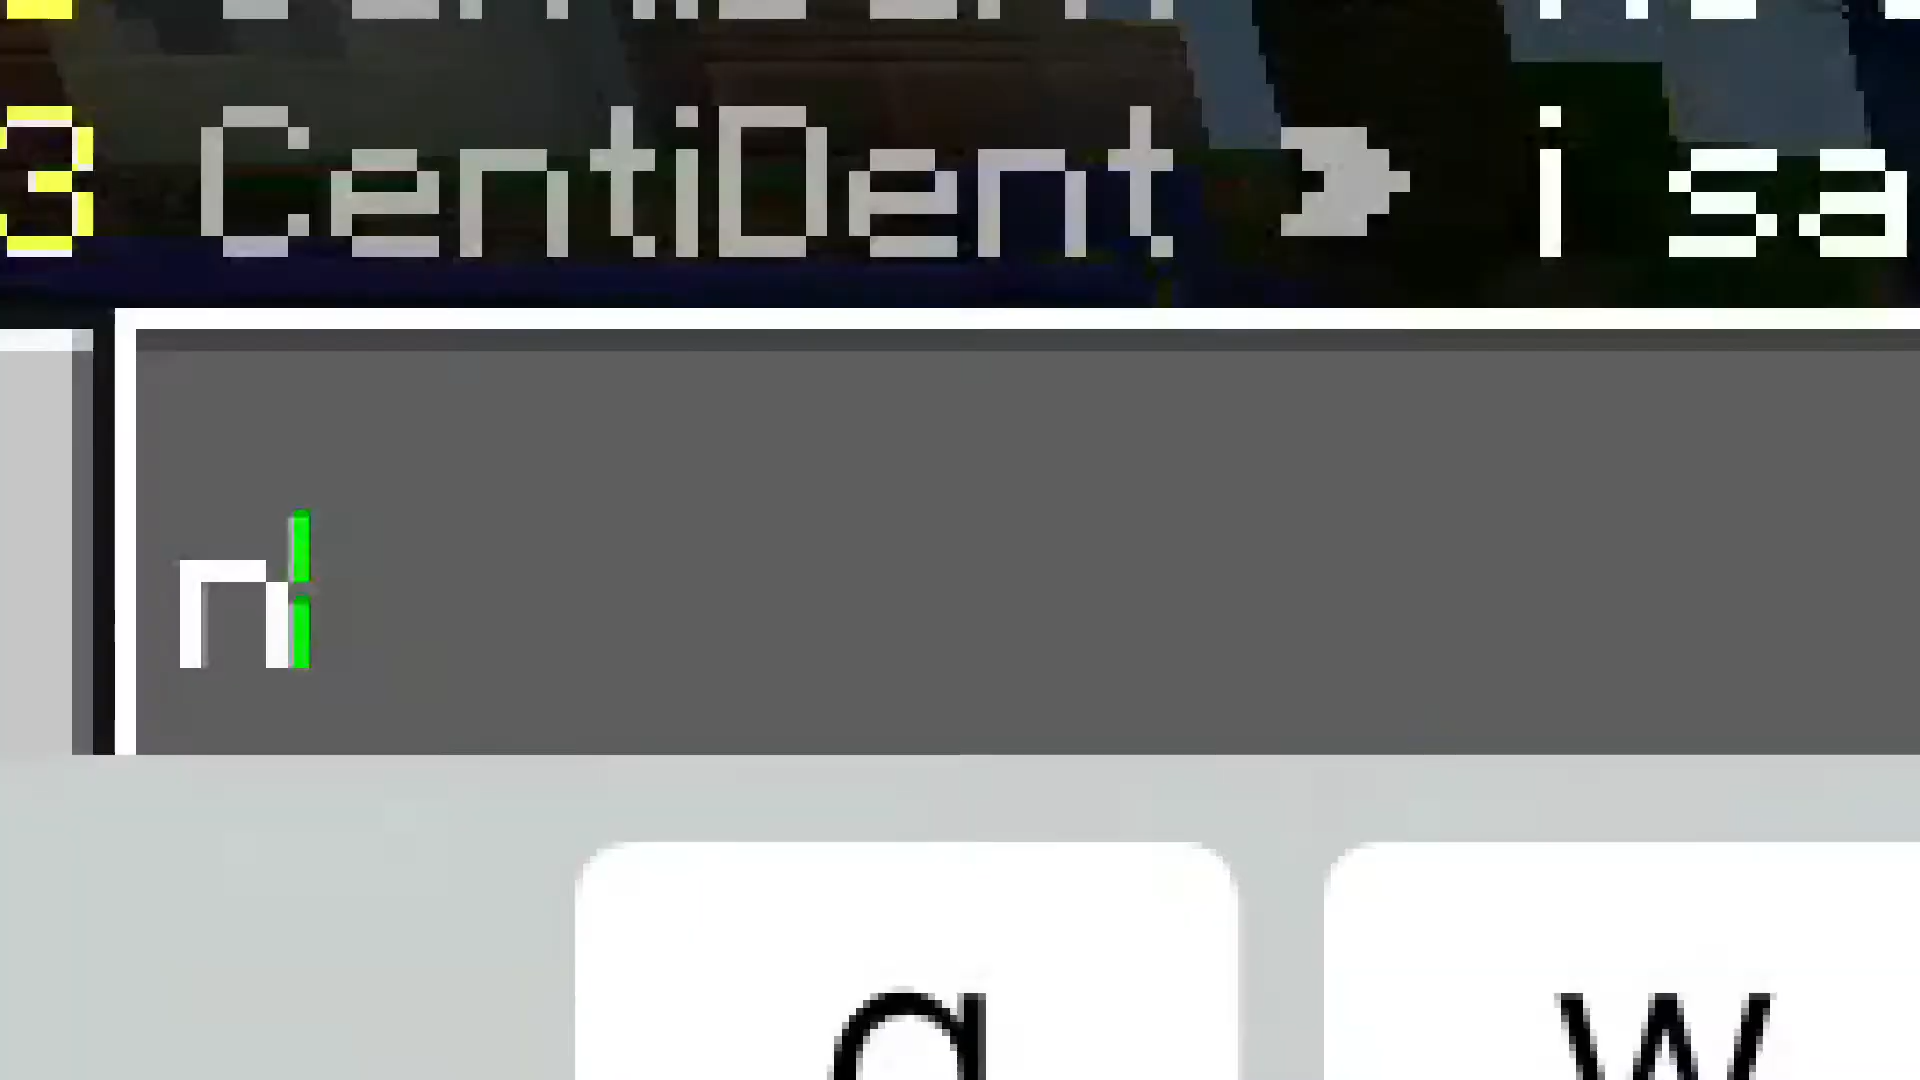 3 CentiDent ➧ i sa
n
q w